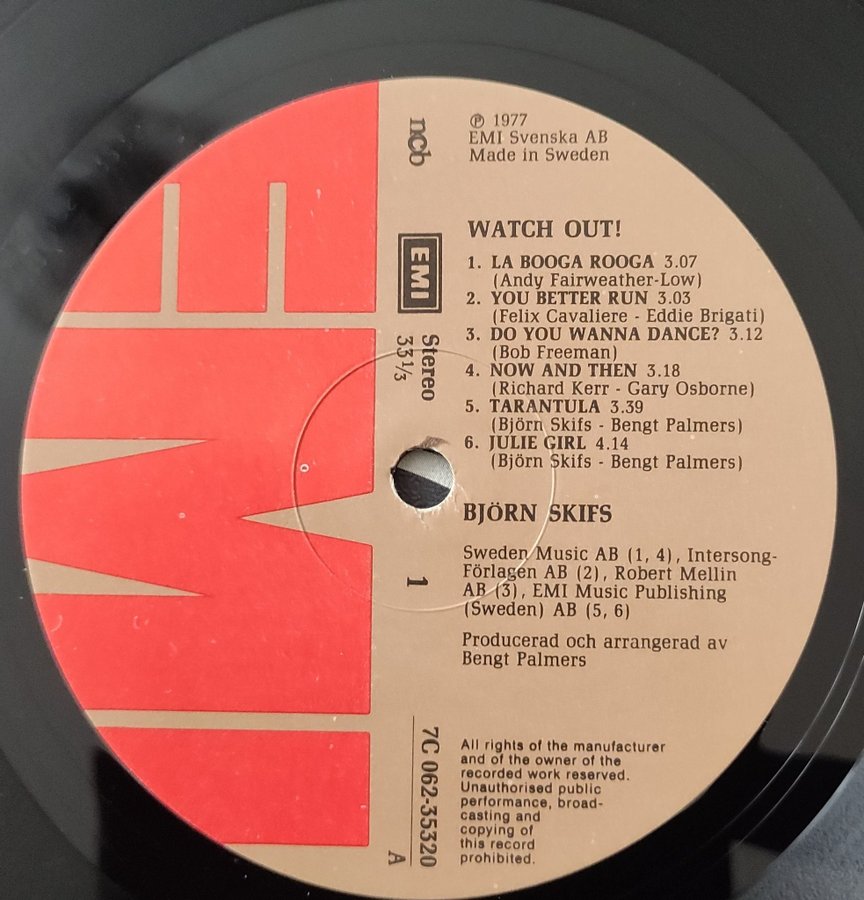 ℗ 1977
EMI Svenska AB
Made in Sweden
ncb
EMI
Stereo
33 1/3
1
7C 062-35320
A
WATCH OUT!
1. LA BOOGA ROOGA 3.07
(Andy Fairweather-Low)
2. YOU BETTER RUN 3.03
(Felix Cavaliere - Eddie Brigati)
3. DO YOU WANNA DANCE? 3.12
(Bob Freeman)
4. NOW AND THEN 3.18
(Richard Kerr - Gary Osborne)
5. TARANTULA 3.39
(Björn Skifs - Bengt Palmers)
6. JULIE GIRL 4.14
(Björn Skifs - Bengt Palmers)
BJÖRN SKIFS
Sweden Music AB (1, 4), Intersong-
Förlagen AB (2), Robert Mellin
AB (3), EMI Music Publishing
(Sweden) AB (5, 6)
Producerad och arrangerad av
Bengt Palmers
All rights of the manufacturer
and of the owner of the
recorded work reserved.
Unauthorised public
performance, broad-
casting and
copying of
this record
prohibited.
EMI